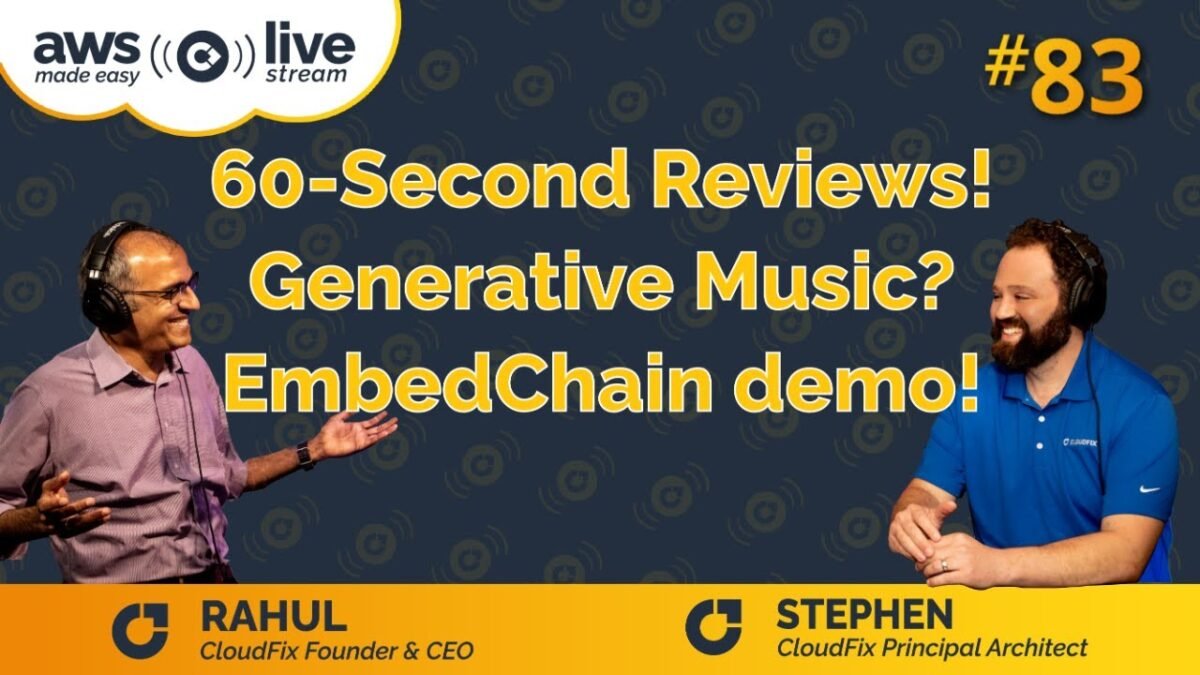 aws live
made easy stream
#83
60-Second Reviews!
Generative Music?
EmbedChain demo!
CLOUDFIX
RAHUL
CloudFix Founder & CEO
STEPHEN
CloudFix Principal Architect